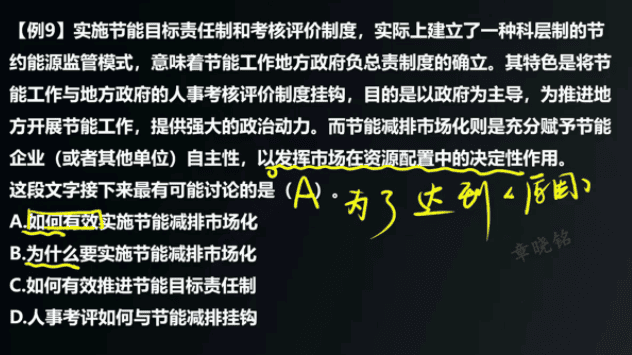 【例9】实施节能目标责任制和考核评价制度，实际上建立了一种科层制的节
约能源监管模式，意味着节能工作地方政府负总责制度的确立。其特色是将节
能工作与地方政府的人事考核评价制度挂钩，目的是以政府为主导，为推进地
方开展节能工作，提供强大的政治动力。而节能减排市场化则是充分赋予节能
企业（或者其他单位）自主性，以发挥市场在资源配置中的决定性作用。
这段文字接下来最有可能讨论的是（A）。为了达到（原因）
A.如何有效实施节能减排市场化
B.为什么要实施节能减排市场化
章晓铭
C.如何有效推进节能目标责任制
D.人事考评如何与节能减排挂钩